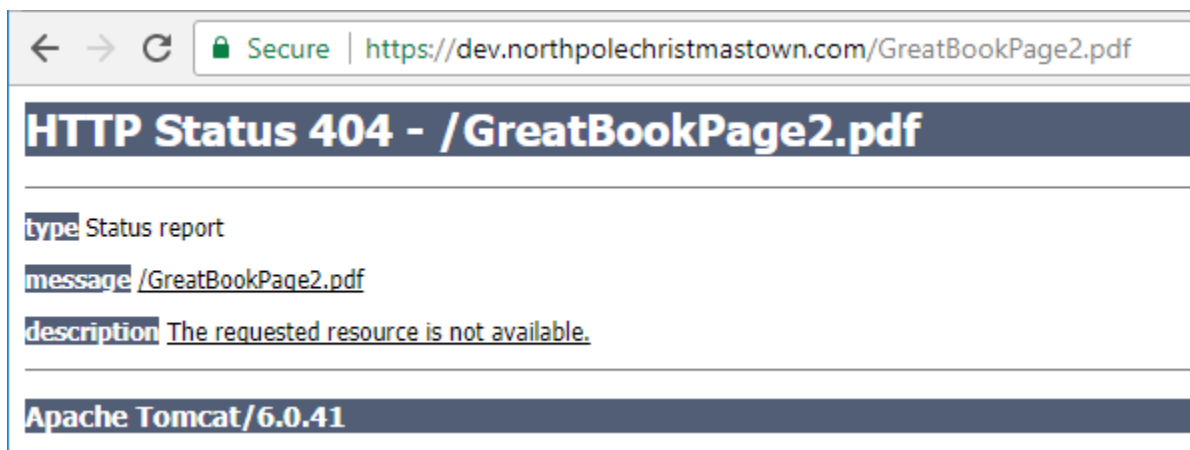 Secure | https://dev.northpolechristmastown.com/GreatBookPage2.pdf
HTTP Status 404 - /GreatBookPage2.pdf
type Status report
message /GreatBookPage2.pdf
description The requested resource is not available.
Apache Tomcat/6.0.41